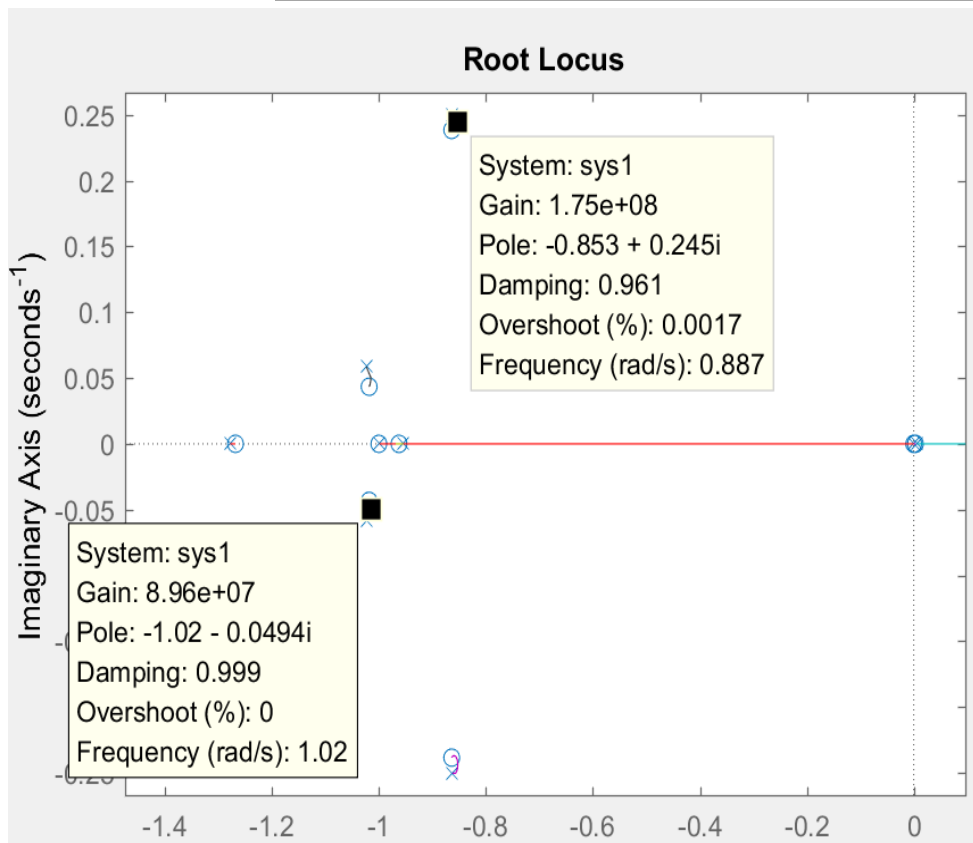 Root Locus
0.25
0.2
0.15
0.1
0.05
0
-0.05
Imaginary Axis (seconds-1)
System: sys1
Gain: 1.75e+08
Pole: -0.853 + 0.245i
Damping: 0.961
Overshoot (%): 0.0017
Frequency (rad/s): 0.887
System: sys1
Gain: 8.96e+07
Pole: -1.02 - 0.0494i
Damping: 0.999
Overshoot (%): 0
Frequency (rad/s): 1.02
-1.4 -1.2 -1 -0.8 -0.6 -0.4 -0.2 0